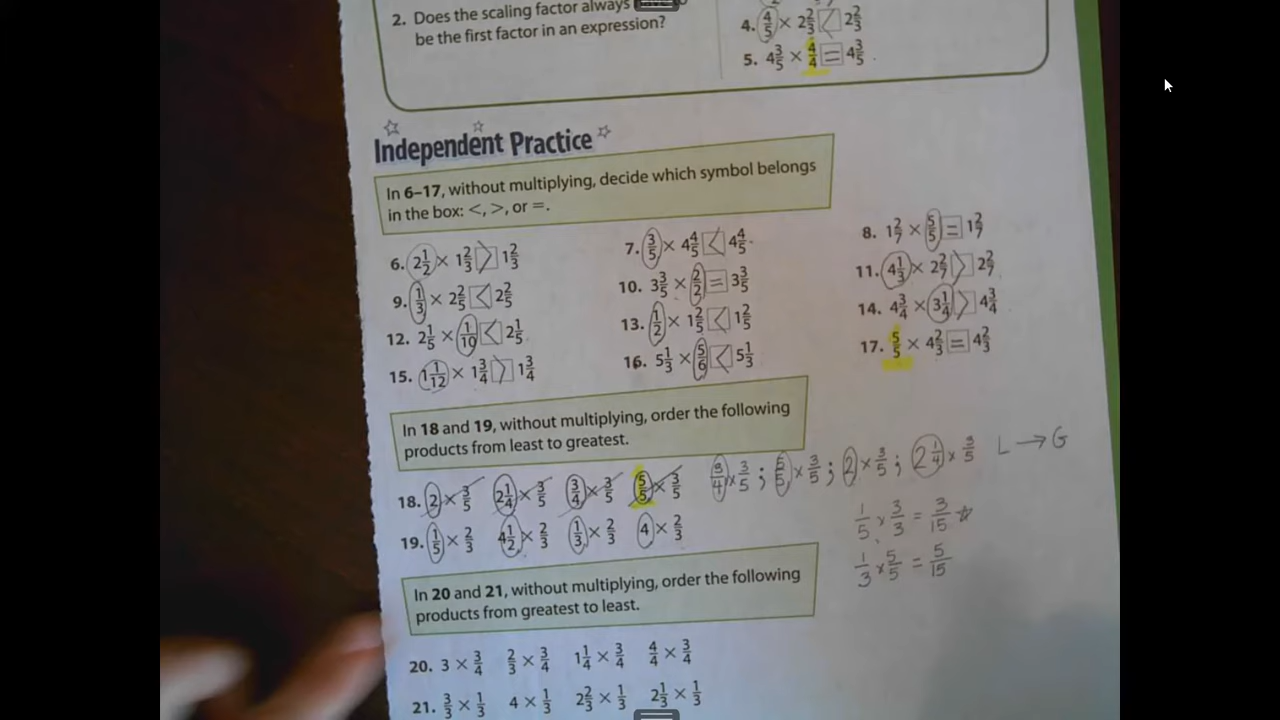 2. Does the scaling factor always
be the first factor in an expression?
4. 4/5 × 2 2/3 < 2 2/3
5. 4 3/5 × 4/4 = 4 3/5
Independent Practice
In 6–17, without multiplying, decide which symbol belongs
in the box: <, >, or =.
6. 2 1/2 × 1 2/3 > 1 2/3
7. 3/5 × 4 4/5 < 4 4/5
8. 1 2/7 × 5/5 = 1 2/7
9. 1/3 × 2 2/5 < 2 2/5
10. 3 3/5 × 2/2 = 3 3/5
11. 4 1/3 × 2 2/7 > 2 2/7
12. 2 1/5 × 1/10 < 2 1/5
13. 1/2 × 1 2/5 < 1 2/5
14. 4 3/4 × 3 1/4 > 4 3/4
15. 1 1/12 × 1 3/4 > 1 3/4
16. 5 1/3 × 5/6 < 5 1/3
17. 5/5 × 4 2/3 = 4 2/3
In 18 and 19, without multiplying, order the following
products from least to greatest.
18. 2 × 3/5 2 1/4 × 3/5 3/4 × 3/5 5/5 × 3/5
3/4 × 3/5 ; 5/5 × 3/5 ; 2 × 3/5 ; 2 1/4 × 3/5 L → G
19. 1/5 × 2/3 4 1/2 × 2/3 1/3 × 2/3 4 × 2/3
1/5 × 3/3 = 3/15
1/3 × 5/5 = 5/15
In 20 and 21, without multiplying, order the following
products from greatest to least.
20. 3 × 3/4 2/3 × 3/4 1 1/4 × 3/4 4/4 × 3/4
21. 3/3 × 1/3 4 × 1/3 2 2/3 × 1/3 2 1/3 × 1/3